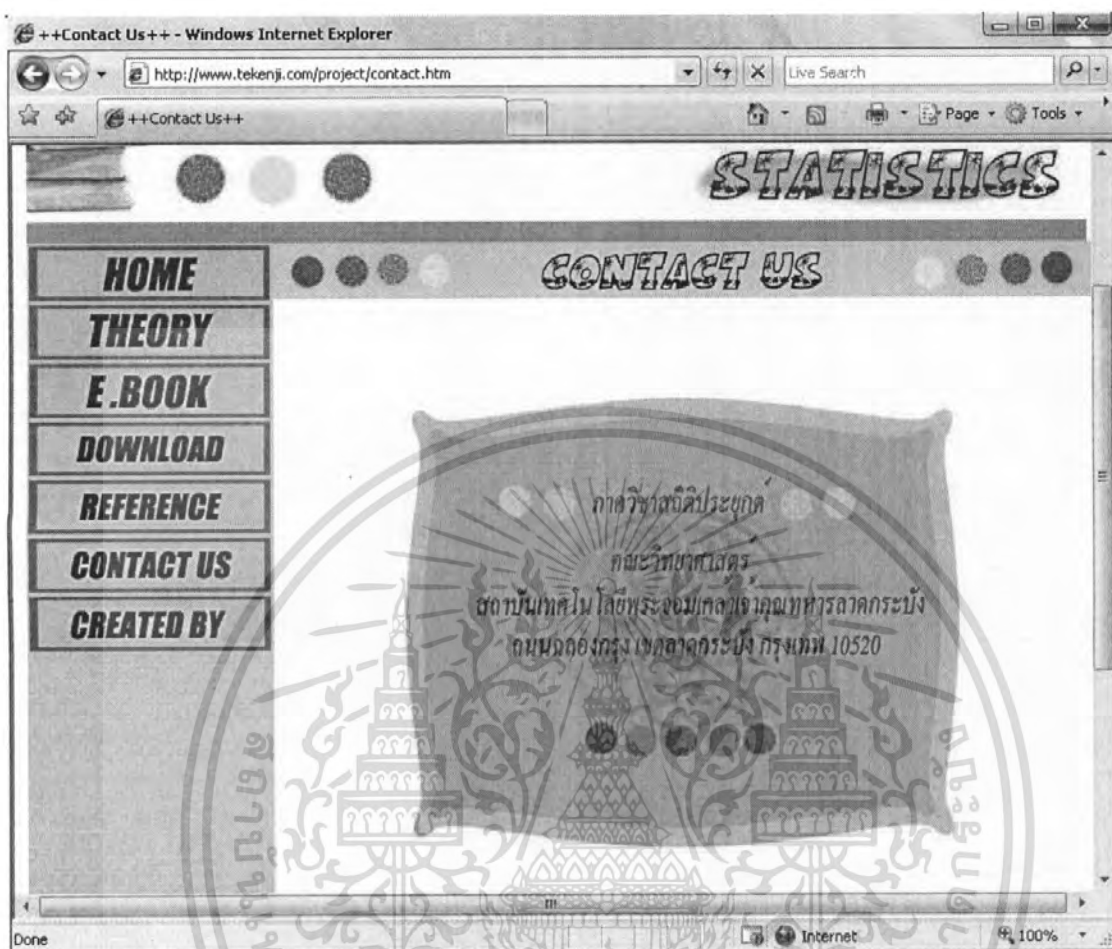 ++Contact Us++ - Windows Internet Explorer
http://www.tekenji.com/project/contact.htm
Live Search
++Contact Us++
Page
Tools
STATISTICS
HOME
CONTACT US
THEORY
E.BOOK
DOWNLOAD
REFERENCE
CONTACT US
CREATED BY
ภาควิชาสถิติประยุกต์
คณะวิทยาศาสตร์
สถาบันเทคโนโลยีพระจอมเกล้าเจ้าคุณทหารลาดกระบัง
ถนนฉลองกรุง เขตลาดกระบัง กรุงเทพ 10520
Done
Internet
100%